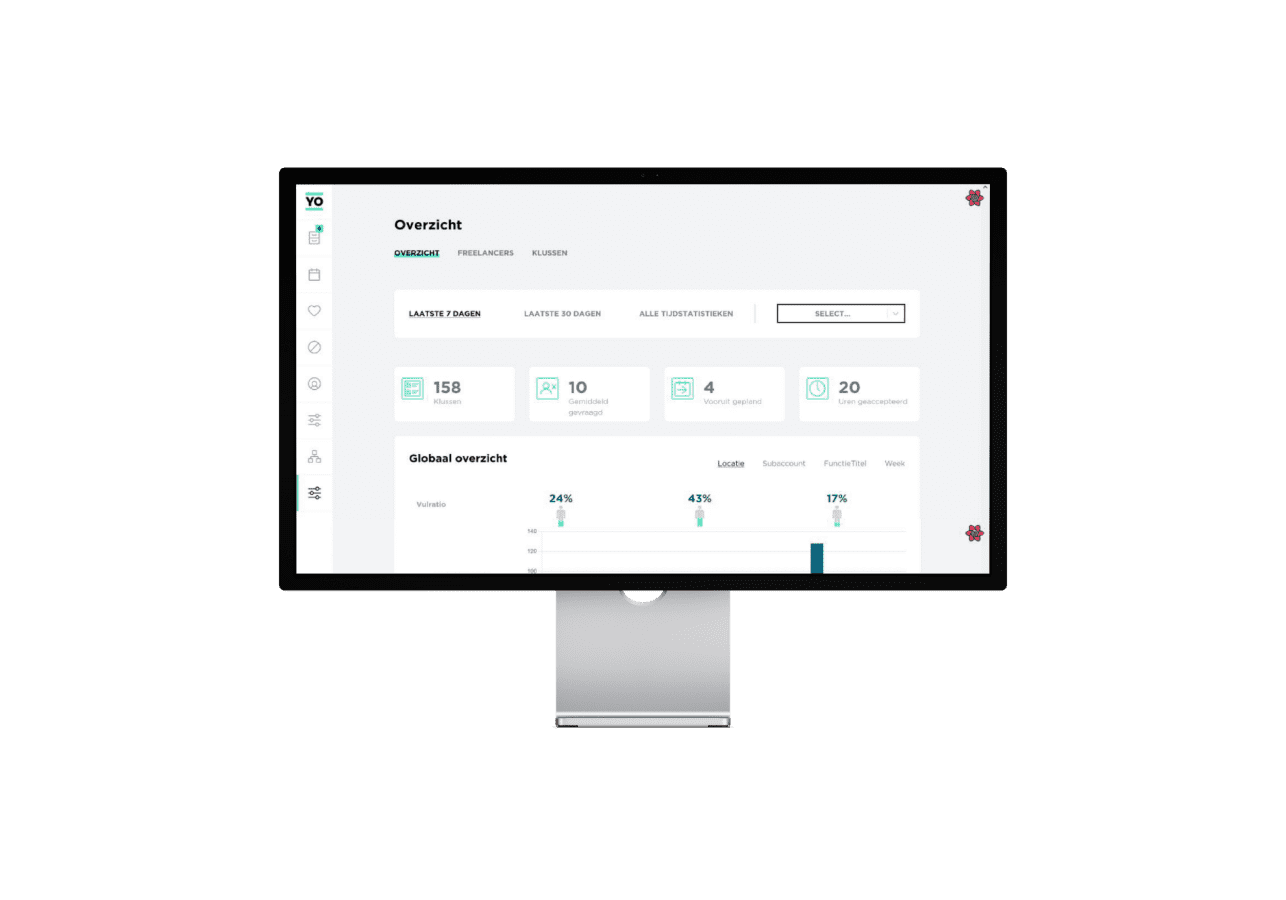 YO
Overzicht
OVERZICHT FREELANCERS KLUSSEN
LAATSTE 7 DAGEN LAATSTE 30 DAGEN ALLE TIJDSTATISTIEKEN SELECT...
158 10 4 20
Klussen Gemiddeld Vooruit gepland Uren geaccepteerd
gevraagd
Globaal overzicht
Locatie Subaccount FunctieTitel Week
24% 43% 17%
Vulratio
140
120
100